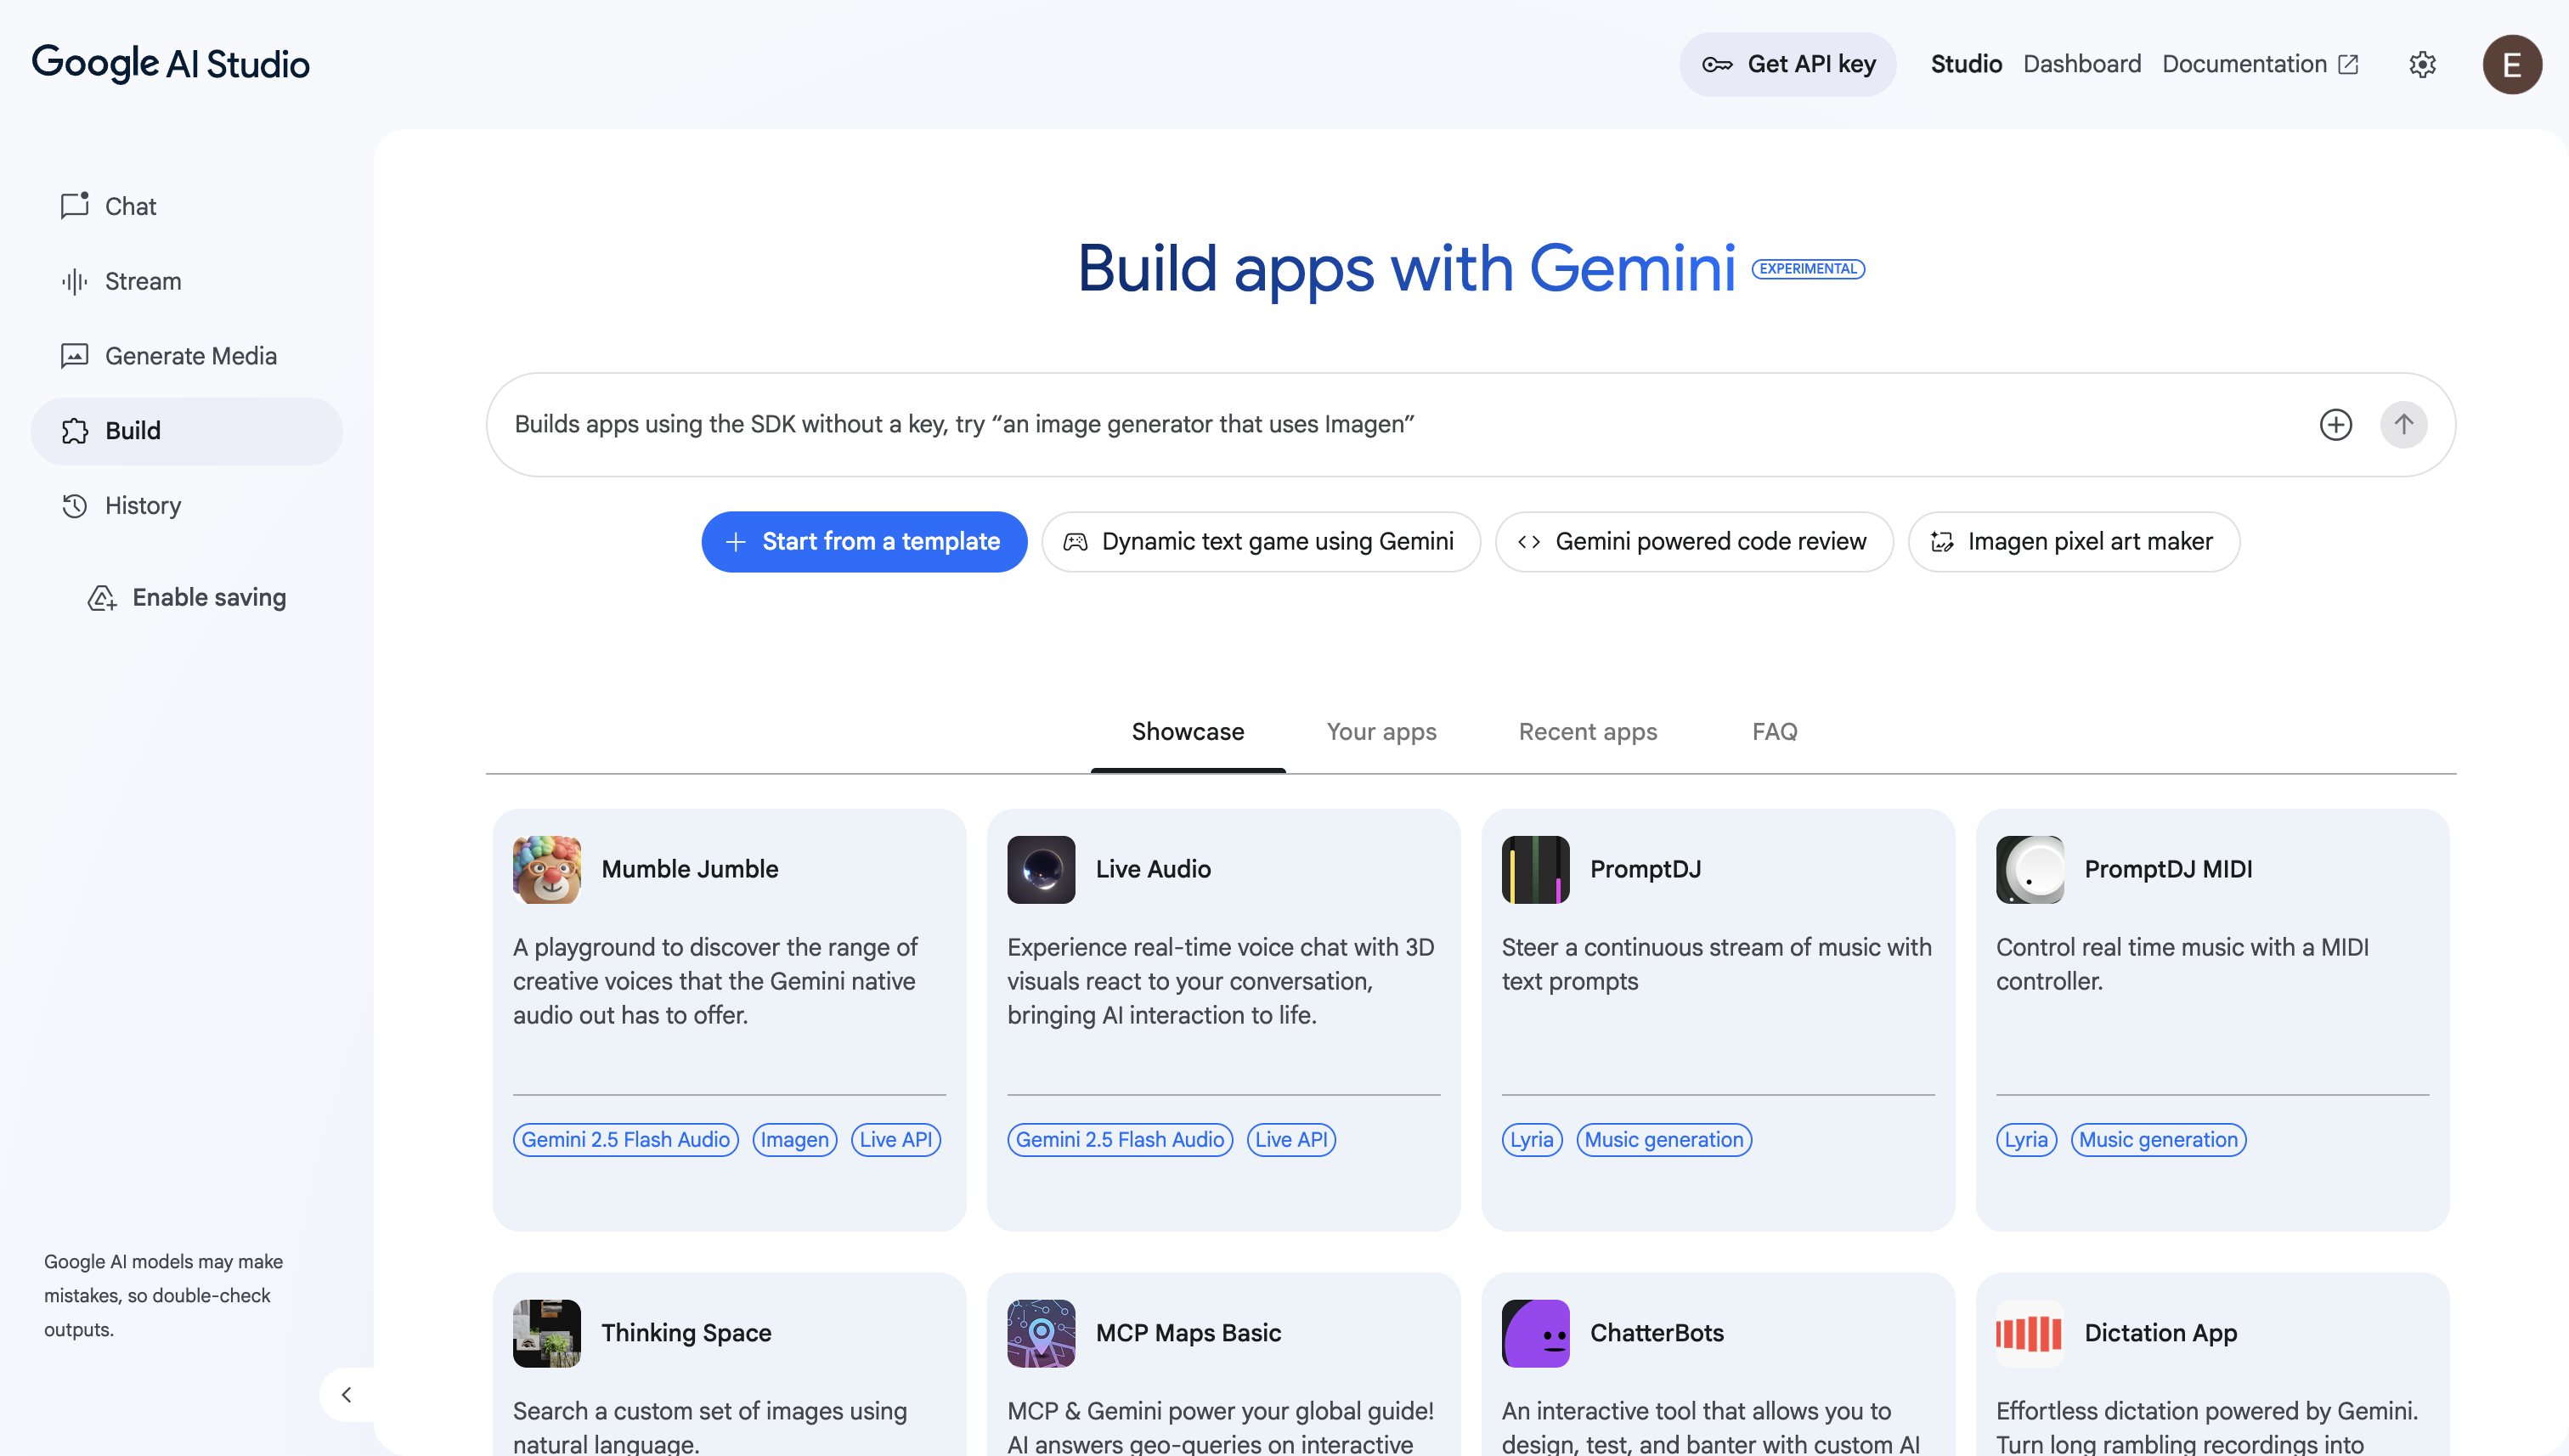 Google AI Studio
Get API key
Studio
Dashboard
Documentation
E
Chat
Stream
Generate Media
Build
History
Enable saving
Google AI models may make
mistakes, so double-check
outputs.
Build apps with Gemini EXPERIMENTAL
Builds apps using the SDK without a key, try “an image generator that uses Imagen”
Start from a template
Dynamic text game using Gemini
Gemini powered code review
Imagen pixel art maker
Showcase
Your apps
Recent apps
FAQ
Mumble Jumble
A playground to discover the range of
creative voices that the Gemini native
audio out has to offer.
Gemini 2.5 Flash Audio
Imagen
Live API
Live Audio
Experience real-time voice chat with 3D
visuals react to your conversation,
bringing AI interaction to life.
Gemini 2.5 Flash Audio
Live API
PromptDJ
Steer a continuous stream of music with
text prompts
Lyria
Music generation
PromptDJ MIDI
Control real time music with a MIDI
controller.
Lyria
Music generation
Thinking Space
Search a custom set of images using
natural language.
MCP Maps Basic
MCP & Gemini power your global guide!
AI answers geo-queries on interactive
ChatterBots
An interactive tool that allows you to
design, test, and banter with custom AI
Dictation App
Effortless dictation powered by Gemini.
Turn long rambling recordings into